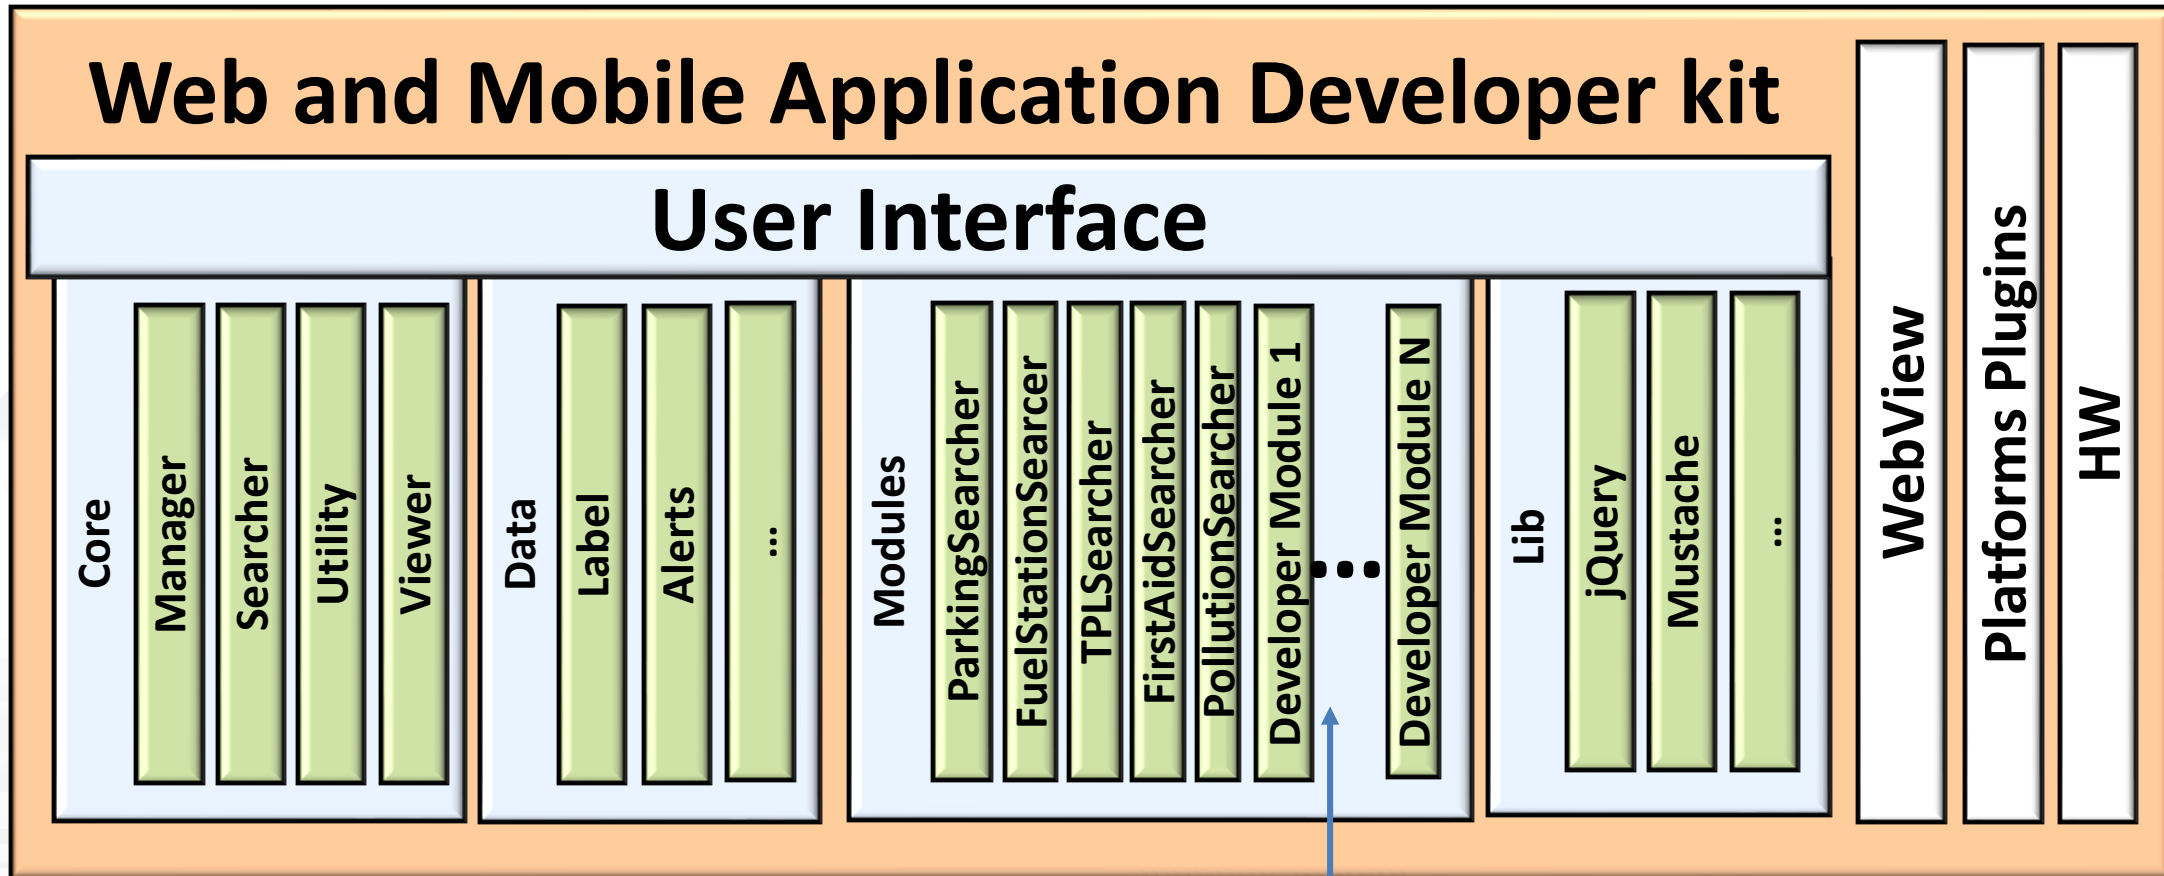 Web and Mobile Application Developer kit
User Interface
Core
Manager
Searcher
Utility
Viewer
Data
Label
Alerts
...
Modules
ParkingSearcher
FuelStationSearcer
TPLSearcher
FirstAidSearcher
PollutionSearcher
Developer Module 1
...
Developer Module N
Lib
jQuery
Mustache
...
WebView
Platforms Plugins
HW